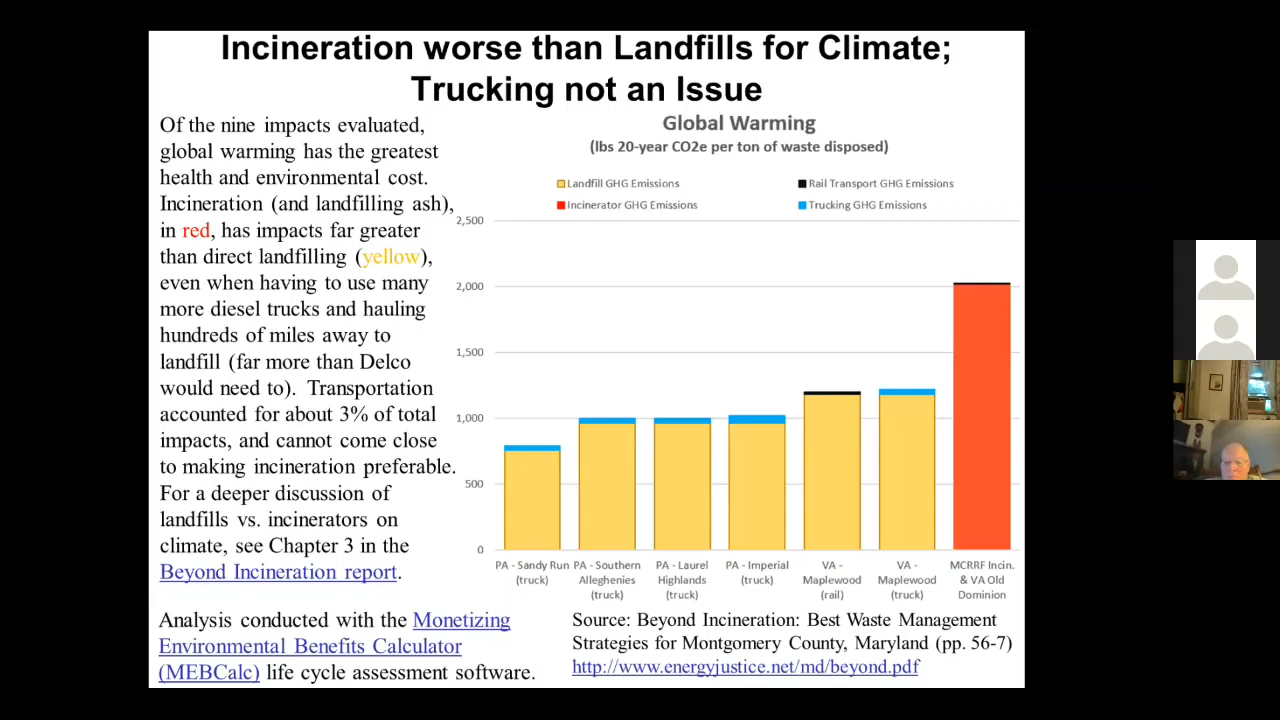 Incineration worse than Landfills for Climate;
Trucking not an Issue
Of the nine impacts evaluated,
global warming has the greatest
health and environmental cost.
Incineration (and landfilling ash),
in red, has impacts far greater
than direct landfilling (yellow),
even when having to use many
more diesel trucks and hauling
hundreds of miles away to
landfill (far more than Delco
would need to). Transportation
accounted for about 3% of total
impacts, and cannot come close
to making incineration preferable.
For a deeper discussion of
landfills vs. incinerators on
climate, see Chapter 3 in the
Beyond Incineration report.
Analysis conducted with the Monetizing
Environmental Benefits Calculator
(MEBCalc) life cycle assessment software.
Global Warming
(lbs 20-year CO2e per ton of waste disposed)
Landfill GHG Emissions
Rail Transport GHG Emissions
Incinerator GHG Emissions
Trucking GHG Emissions
2,500
2,000
1,500
1,000
500
0
PA - Sandy Run
(truck)
PA - Southern
Alleghenies
(truck)
PA - Laurel
Highlands
(truck)
PA - Imperial
(truck)
VA -
Maplewood
(rail)
VA -
Maplewood
(truck)
MCRRF Incin.
& VA Old
Dominion
Source: Beyond Incineration: Best Waste Management
Strategies for Montgomery County, Maryland (pp. 56-7)
http://www.energyjustice.net/md/beyond.pdf